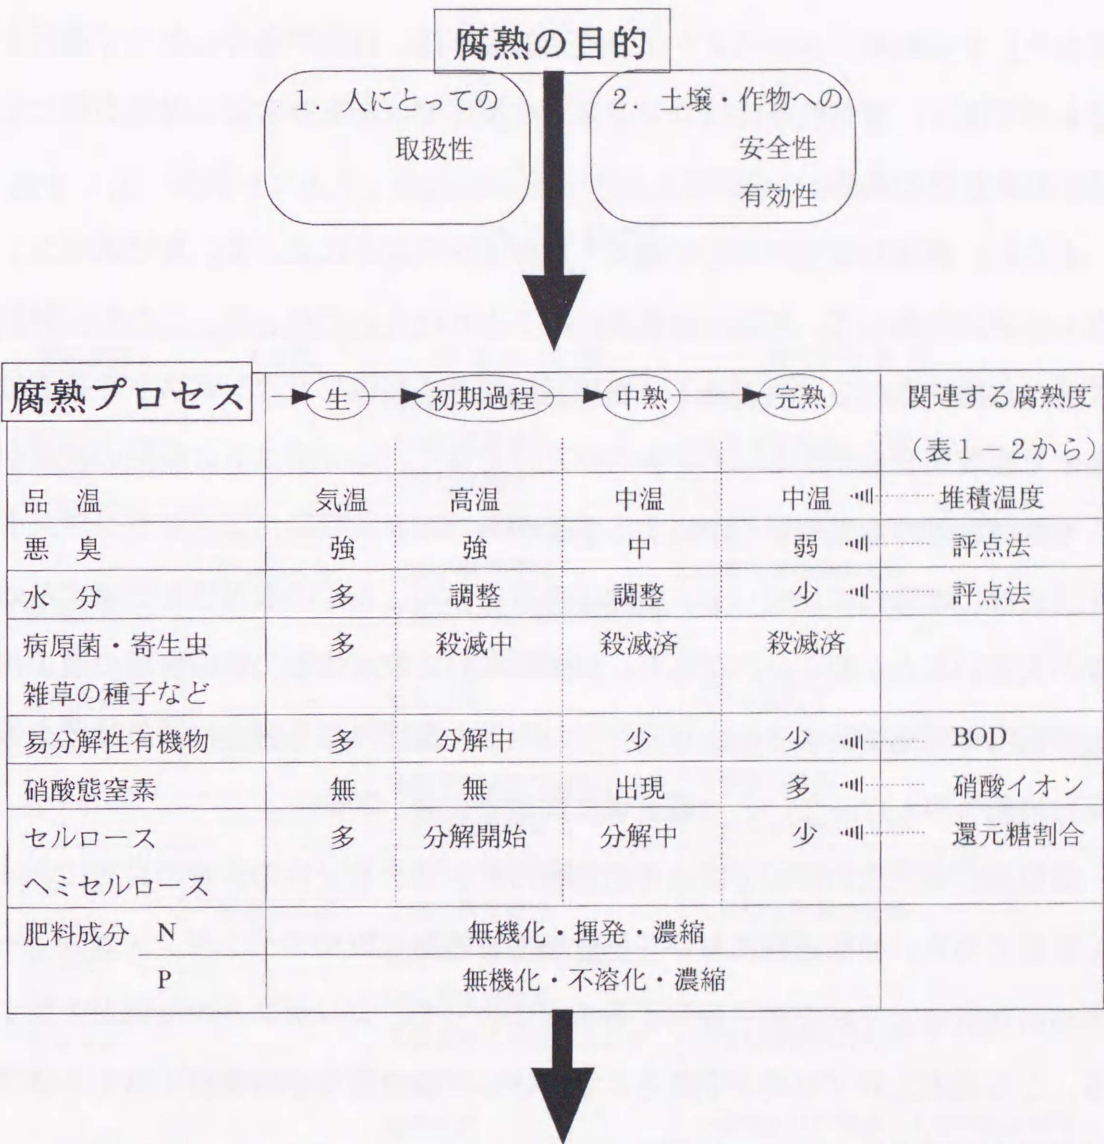 腐熟の目的
1．人にとっての
取扱性
2．土壌・作物への
安全性
有効性
腐熟プロセス 生 初期過程 中熟 完熟 関連する腐熟度
（表１−２から）
品　温 気温 高温 中温 中温 堆積温度
悪　臭 強 強 中 弱 評点法
水　分 多 調整 調整 少 評点法
病原菌・寄生虫 多 殺滅中 殺滅済 殺滅済
雑草の種子など
易分解性有機物 多 分解中 少 少 BOD
硝酸態窒素 無 無 出現 多 硝酸イオン
セルロース 多 分解開始 分解中 少 還元糖割合
ヘミセルロース
肥料成分　N 無機化・揮発・濃縮
P 無機化・不溶化・濃縮